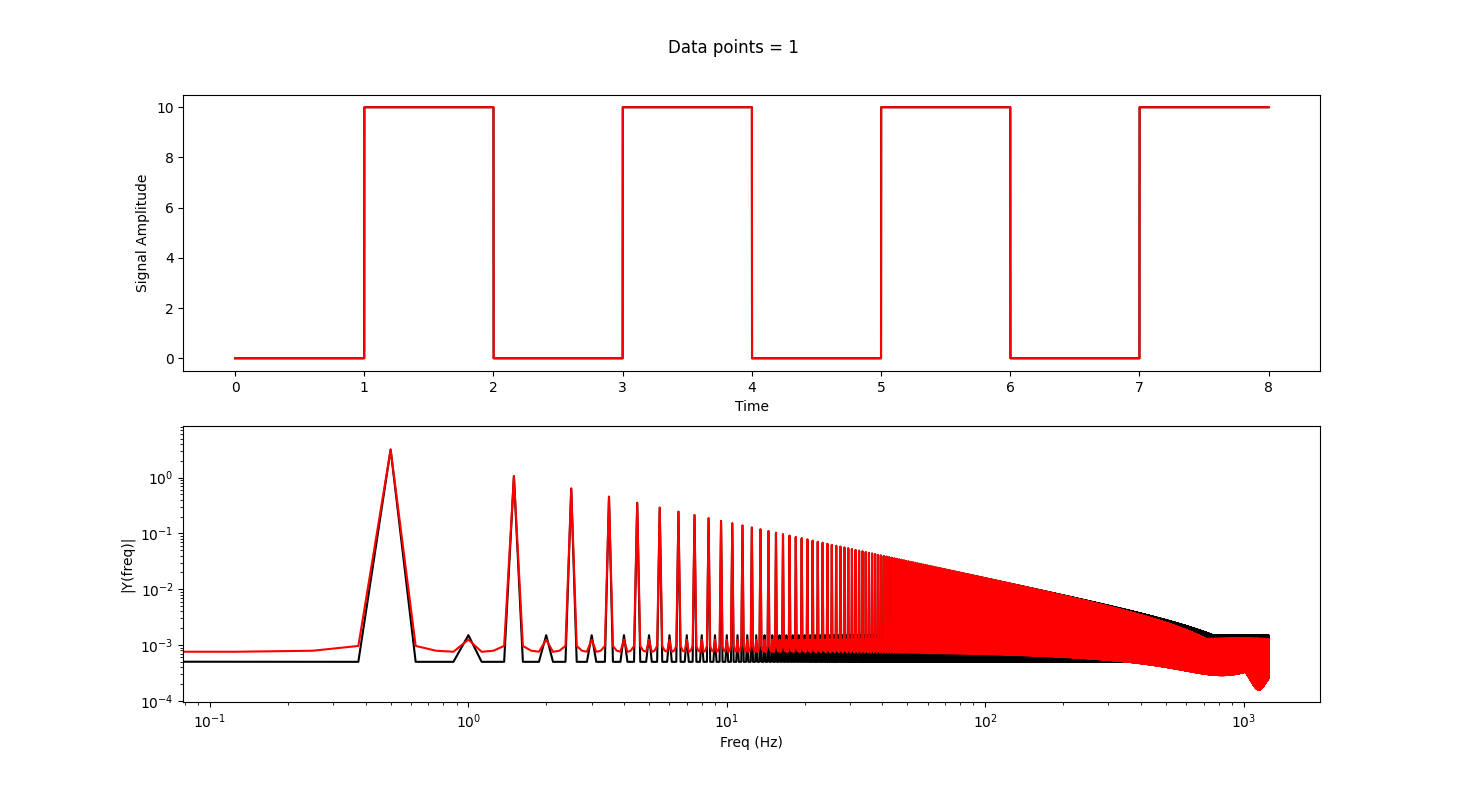 Data points = 1
10
8
6
4
2
0
Signal Amplitude
0 1 2 3 4 5 6 7 8
Time
10⁰
10⁻¹
10⁻²
10⁻³
10⁻⁴
|Y(freq)|
10⁻¹ 10⁰ 10¹ 10² 10³
Freq (Hz)